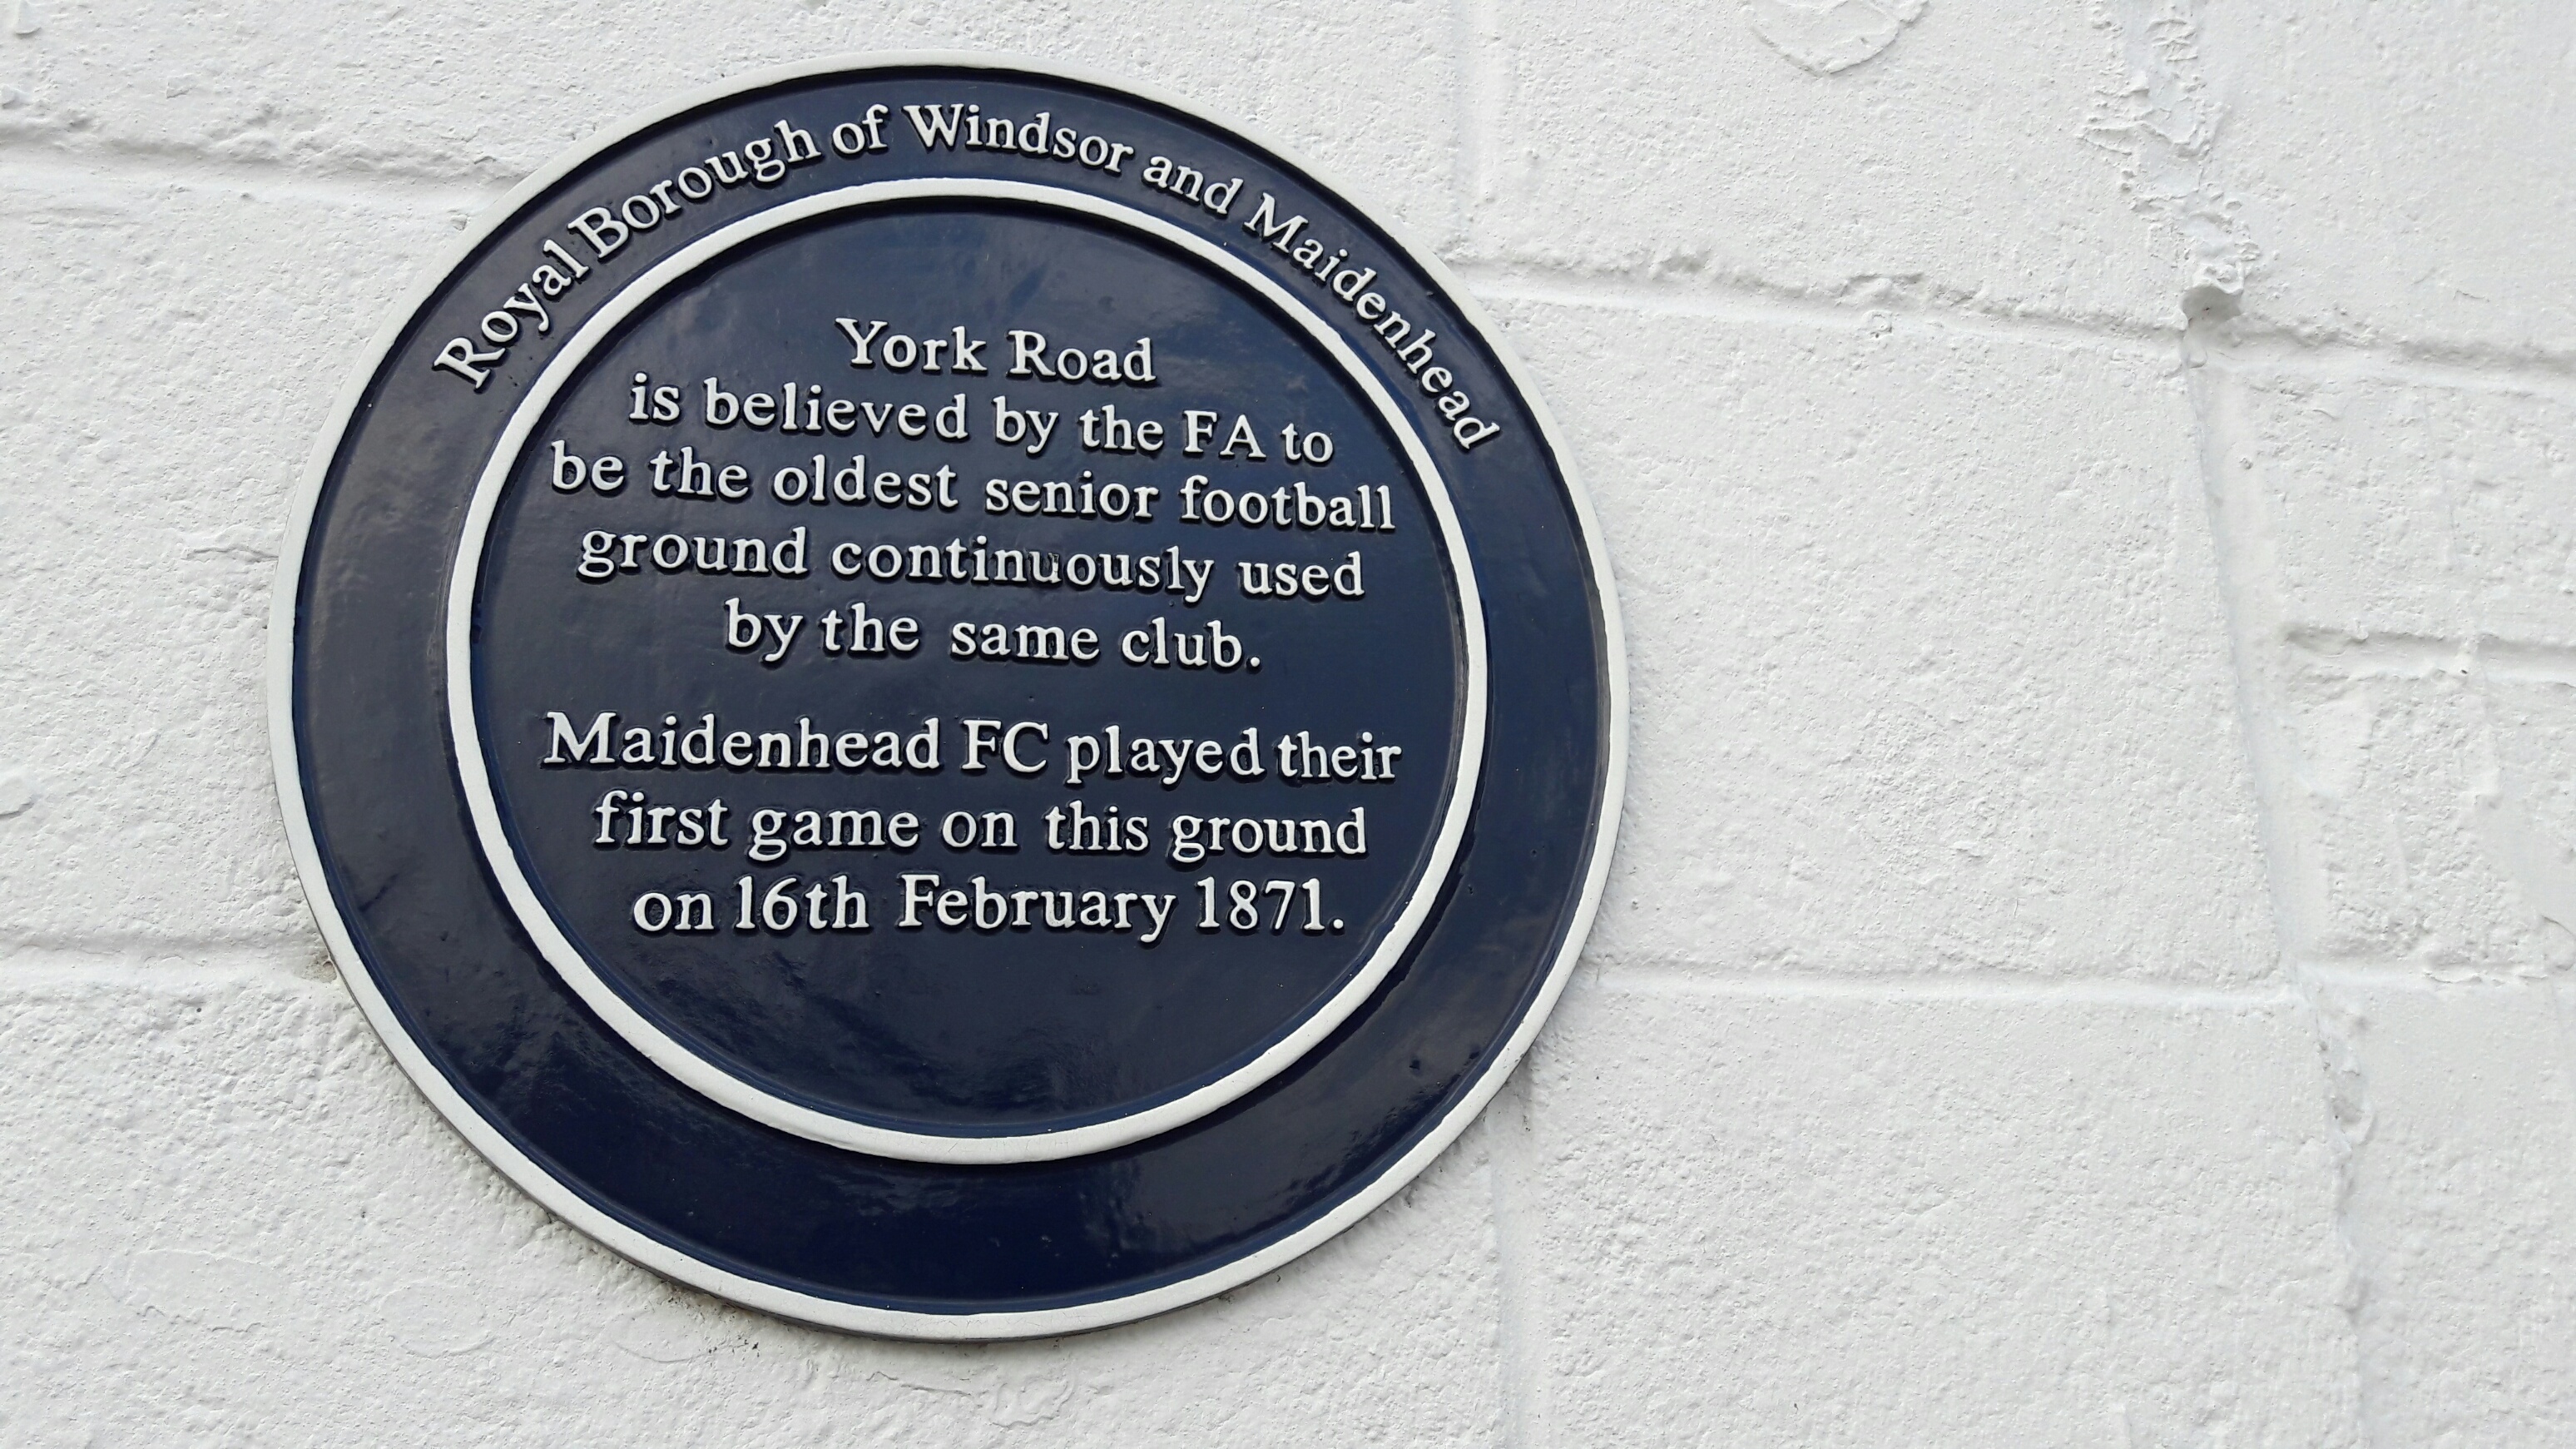 Royal Borough of Windsor and Maidenhead
York Road
is believed by the FA to
be the oldest senior football
ground continuously used
by the same club.
Maidenhead FC played their
first game on this ground
on 16th February 1871.